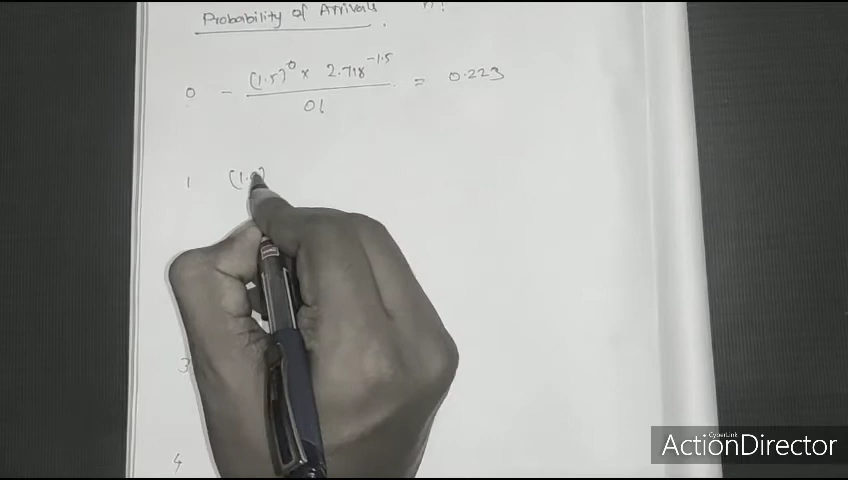 Probability of Arrivals n!
0 - (1.5)^0 × 2.718^-1.5 / 0! = 0.223
1 (1.5)
3
4
CyberLink
ActionDirector